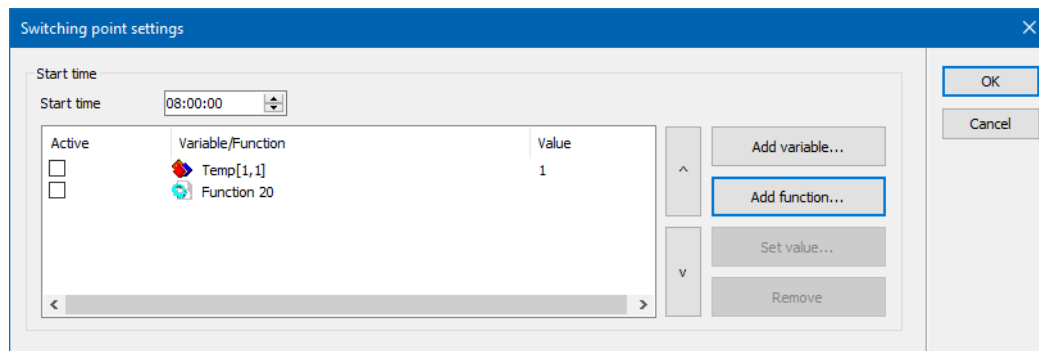 Switching point settings
Start time
Start time 08:00:00
Active Variable/Function Value
Temp[1,1] 1
Function 20
^
v
Add variable...
Add function...
Set value...
Remove
OK
Cancel